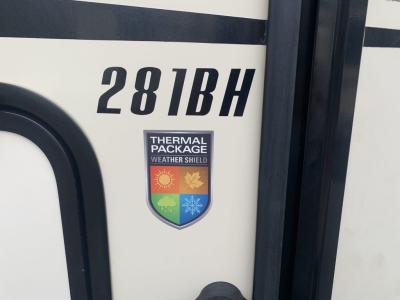 281BH
THERMAL
PACKAGE
WEATHER SHIELD